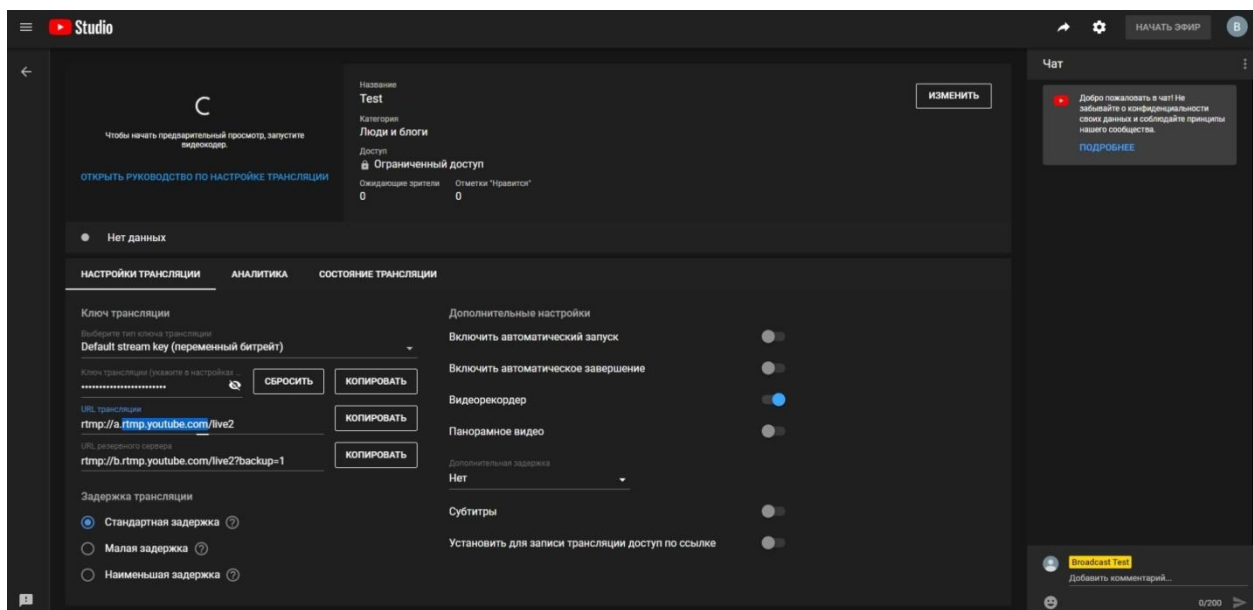 Studio
НАЧАТЬ ЭФИР
B
Чтобы начать предварительный просмотр, запустите
видеокодер.
ОТКРЫТЬ РУКОВОДСТВО ПО НАСТРОЙКЕ ТРАНСЛЯЦИИ
Название
Test
Категория
Люди и блоги
Доступ
Ограниченный доступ
Ожидающие зрители Отметки "Нравится"
0 0
ИЗМЕНИТЬ
Нет данных
НАСТРОЙКИ ТРАНСЛЯЦИИ АНАЛИТИКА СОСТОЯНИЕ ТРАНСЛЯЦИИ
Ключ трансляции
Выберите тип ключа трансляции
Default stream key (переменный битрейт)
Ключ трансляции (укажите в настройках ...
••••••••••••••••••••••••
СБРОСИТЬ КОПИРОВАТЬ
URL трансляции
rtmp://a.rtmp.youtube.com/live2
КОПИРОВАТЬ
URL резервного сервера
rtmp://b.rtmp.youtube.com/live2?backup=1
КОПИРОВАТЬ
Задержка трансляции
Стандартная задержка
Малая задержка
Наименьшая задержка
Дополнительные настройки
Включить автоматический запуск
Включить автоматическое завершение
Видеорекордер
Панорамное видео
Дополнительная задержка
Нет
Субтитры
Установить для записи трансляции доступ по ссылке
Чат
Добро пожаловать в чат! Не
забывайте о конфиденциальности
своих данных и соблюдайте принципы
нашего сообщества.
ПОДРОБНЕЕ
Broadcast Test
Добавить комментарий...
0/200